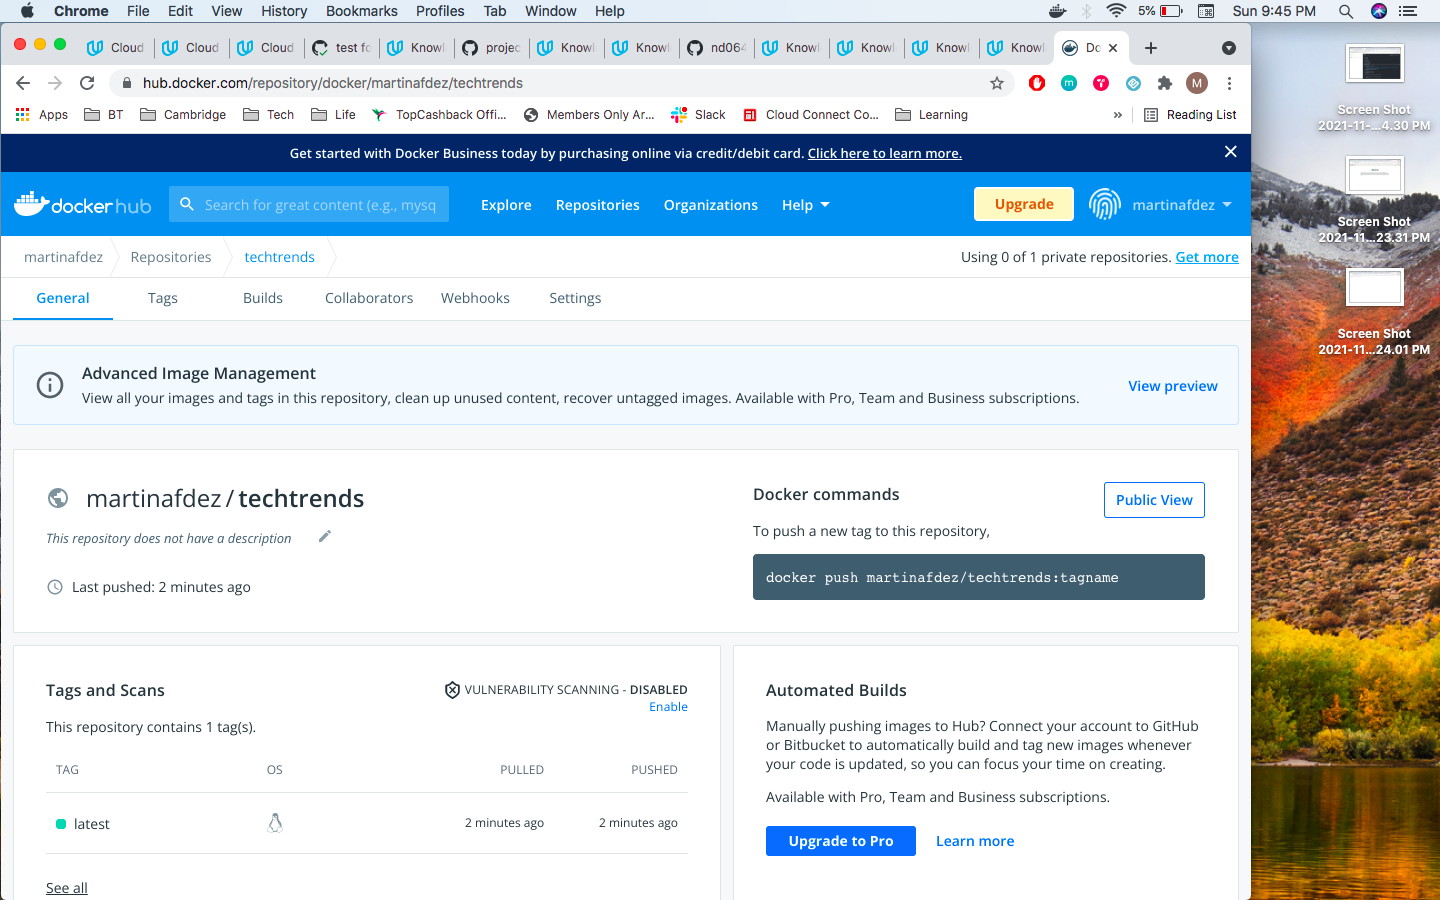 Chrome File Edit View History Bookmarks Profiles Tab Window Help 5% Sun 9:45 PM
Cloud Cloud Cloud test fo Knowl projec Knowl Knowl nd064 Knowl Knowl Knowl Knowl Do
hub.docker.com/repository/docker/martinafdez/techtrends M
Apps BT Cambridge Tech Life TopCashback Offi... Members Only Ar... Slack Cloud Connect Co... Learning » Reading List
Get started with Docker Business today by purchasing online via credit/debit card. Click here to learn more.
dockerhub Search for great content (e.g., mysq Explore Repositories Organizations Help Upgrade martinafdez
martinafdez Repositories techtrends Using 0 of 1 private repositories. Get more
General Tags Builds Collaborators Webhooks Settings
Advanced Image Management
View all your images and tags in this repository, clean up unused content, recover untagged images. Available with Pro, Team and Business subscriptions.
View preview
martinafdez / techtrends
This repository does not have a description
Last pushed: 2 minutes ago
Docker commands
Public View
To push a new tag to this repository,
docker push martinafdez/techtrends:tagname
Tags and Scans
VULNERABILITY SCANNING - DISABLED
Enable
This repository contains 1 tag(s).
TAG OS PULLED PUSHED
latest 2 minutes ago 2 minutes ago
See all
Automated Builds
Manually pushing images to Hub? Connect your account to GitHub
or Bitbucket to automatically build and tag new images whenever
your code is updated, so you can focus your time on creating.
Available with Pro, Team and Business subscriptions.
Upgrade to Pro Learn more
Screen Shot
2021-11-...4.30 PM
Screen Shot
2021-11...23.31 PM
Screen Shot
2021-11...24.01 PM